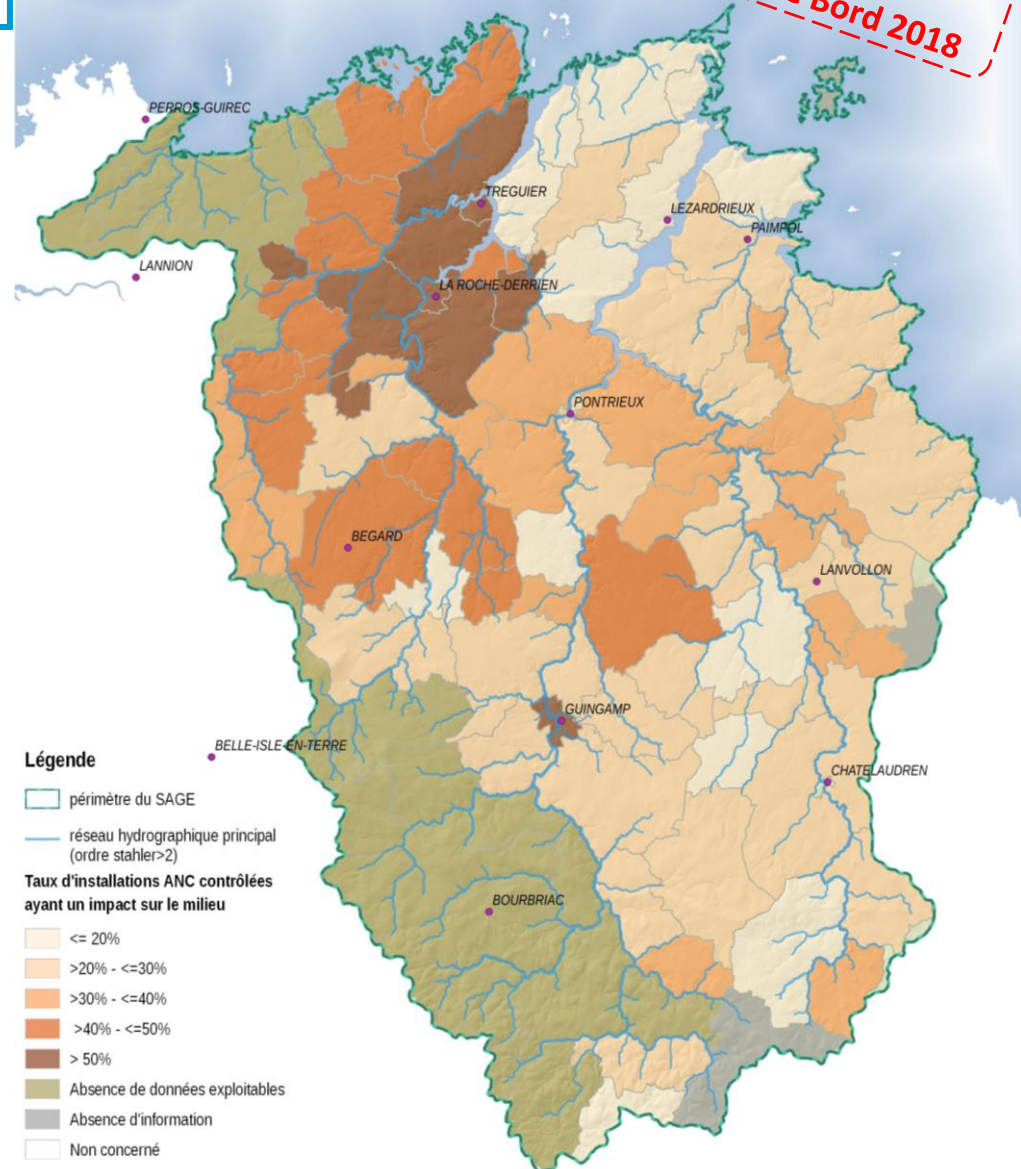 Bord 2018
PERROS-GUIREC
TREGUIER
LEZARDRIEUX
PAIMPOL
LANNION
LA ROCHE-DERRIEN
PONTRIEUX
BEGARD
LANVOLLON
GUINGAMP
BELLE-ISLE-EN-TERRE
CHATELAUDREN
BOURBRIAC
Légende
périmètre du SAGE
réseau hydrographique principal
(ordre stahler>2)
Taux d'installations ANC contrôlées
ayant un impact sur le milieu
<= 20%
>20% - <=30%
>30% - <=40%
>40% - <=50%
> 50%
Absence de données exploitables
Absence d'information
Non concerné